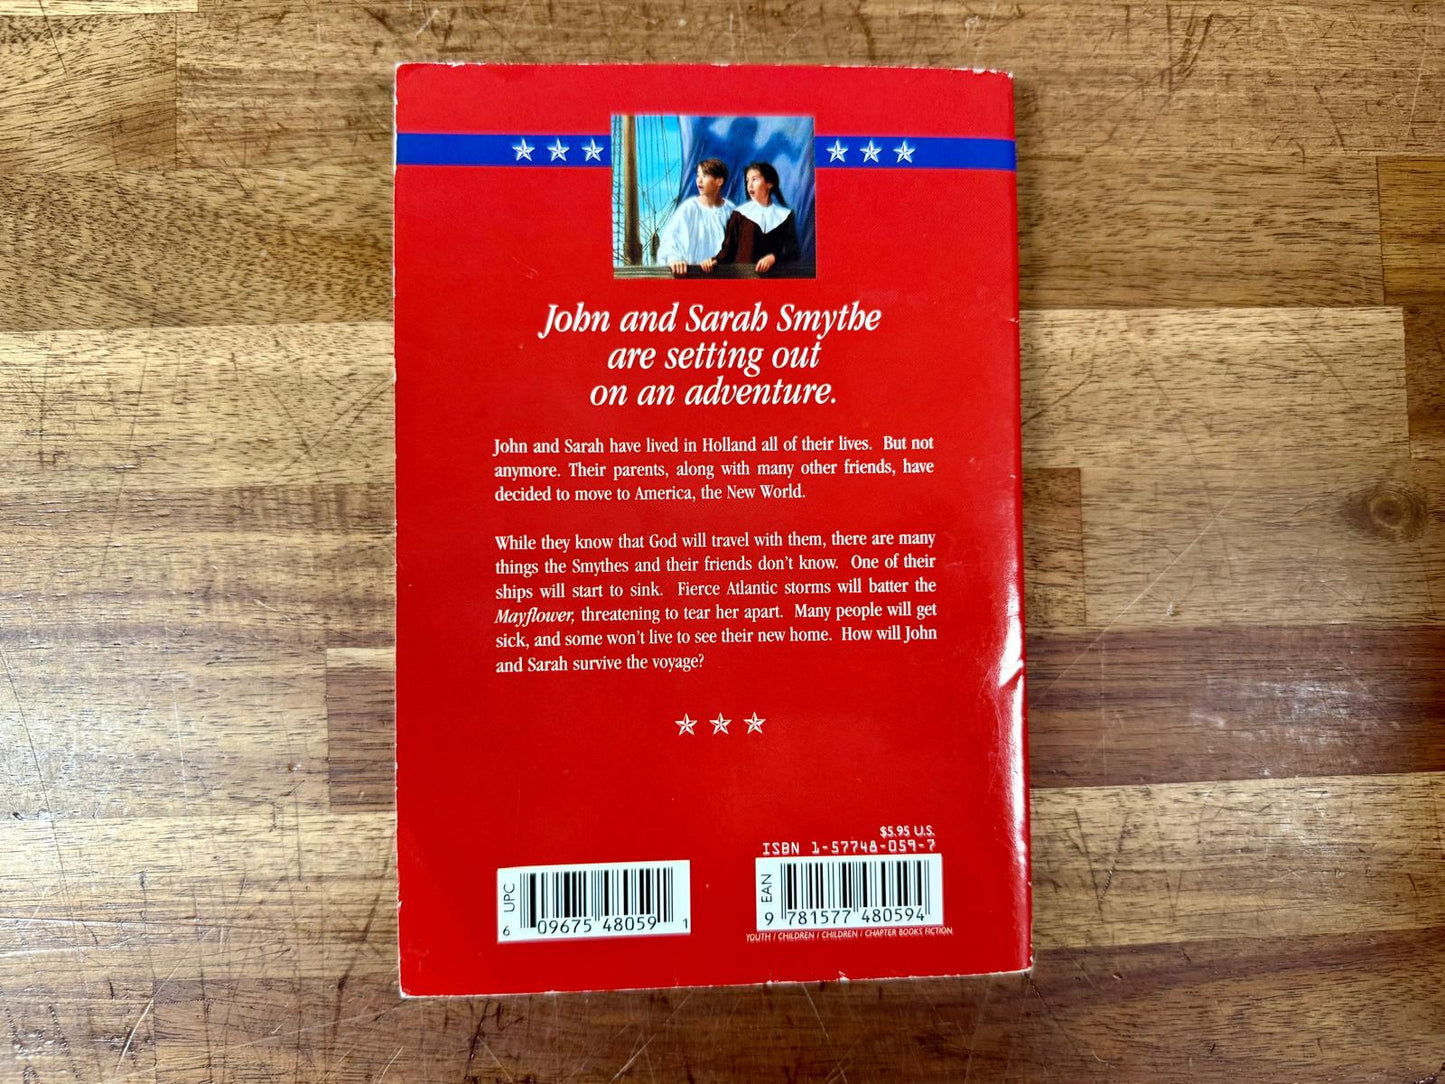 John and Sarah Smythe
are setting out
on an adventure.
John and Sarah have lived in Holland all of their lives. But not
anymore. Their parents, along with many other friends, have
decided to move to America, the New World.
While they know that God will travel with them, there are many
things the Smythes and their friends don't know. One of their
ships will start to sink. Fierce Atlantic storms will batter the
Mayflower, threatening to tear her apart. Many people will get
sick, and some won't live to see their new home. How will John
and Sarah survive the voyage?
$5.95 U.S.
ISBN 1-57748-059-7
UPC
6 09675 48059 1
EAN
9 781577 480594
YOUTH / CHILDREN / CHILDREN / CHAPTER BOOKS FICTION